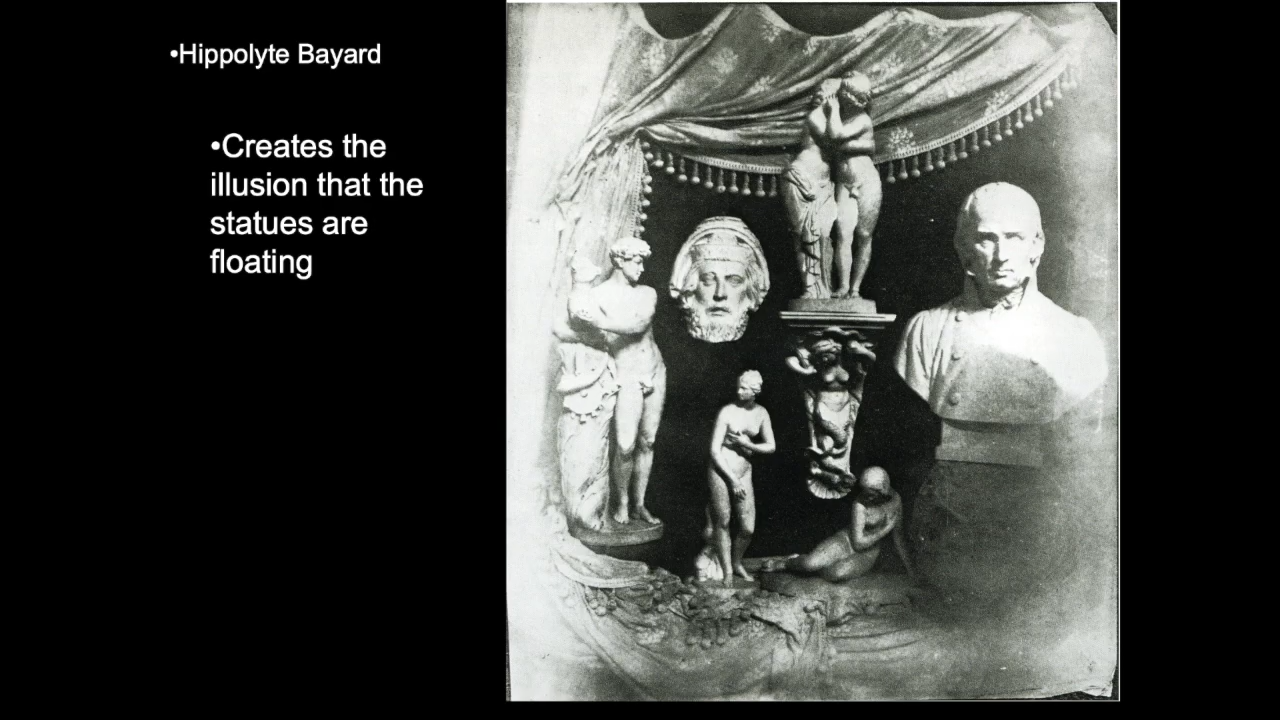 •Hippolyte Bayard
•Creates the
illusion that the
statues are
floating